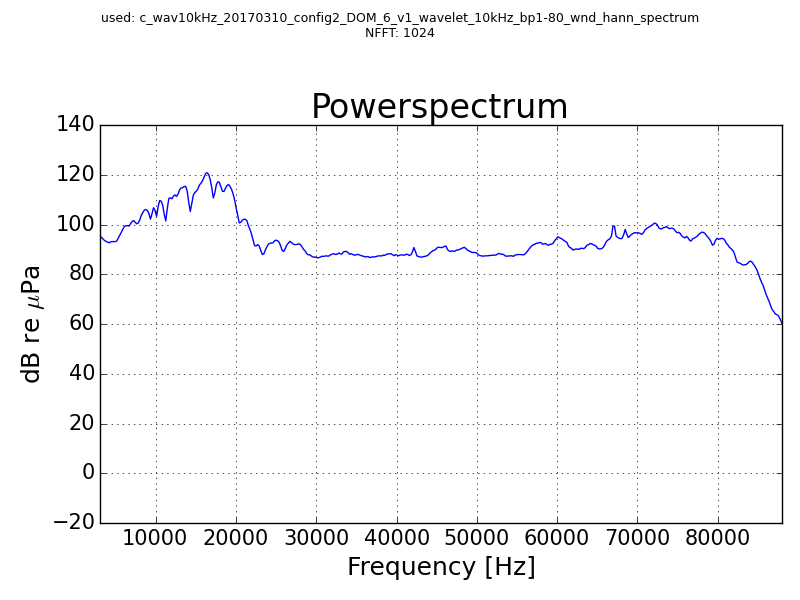 used: c_wav10kHz_20170310_config2_DOM_6_v1_wavelet_10kHz_bp1-80_wnd_hann_spectrum
NFFT: 1024
Powerspectrum
140
120
100
80
60
40
20
0
−20
dB re μPa
10000 20000 30000 40000 50000 60000 70000 80000
Frequency [Hz]